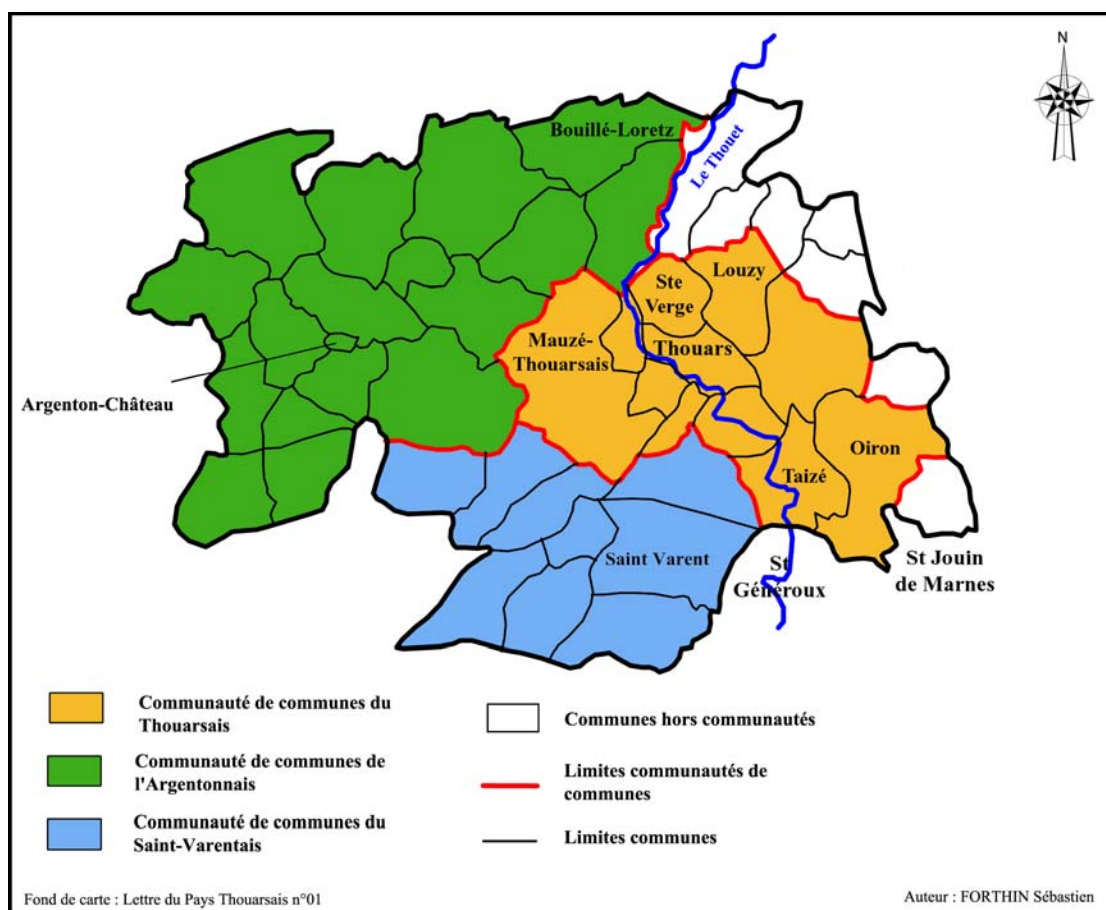 N
Bouillé-Loretz
Le Thouet
Ste
Verge
Louzy
Mauzé-
Thouarsais
Thouars
Argenton-Château
Oiron
Taizé
Saint Varent
St
Généroux
St Jouin
de Marnes
Communauté de communes du
Thouarsais
Communes hors communautés
Communauté de communes de
l'Argentonnais
Limites communautés de
communes
Communauté de communes du
Saint-Varentais
Limites communes
Fond de carte : Lettre du Pays Thouarsais n°01
Auteur : FORTHIN Sébastien